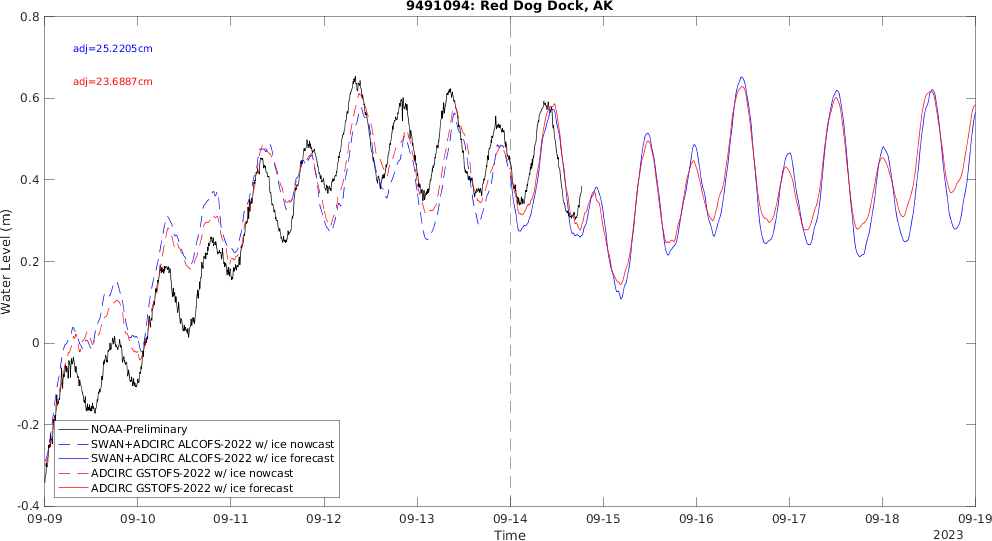 9491094: Red Dog Dock, AK
adj=25.2205cm
adj=23.6887cm
Water Level (m)
0.8
0.6
0.4
0.2
0
-0.2
-0.4
NOAA-Preliminary
SWAN+ADCIRC ALCOFS-2022 w/ ice nowcast
SWAN+ADCIRC ALCOFS-2022 w/ ice forecast
ADCIRC GSTOFS-2022 w/ ice nowcast
ADCIRC GSTOFS-2022 w/ ice forecast
09-09 09-10 09-11 09-12 09-13 09-14 09-15 09-16 09-17 09-18 09-19
Time
2023